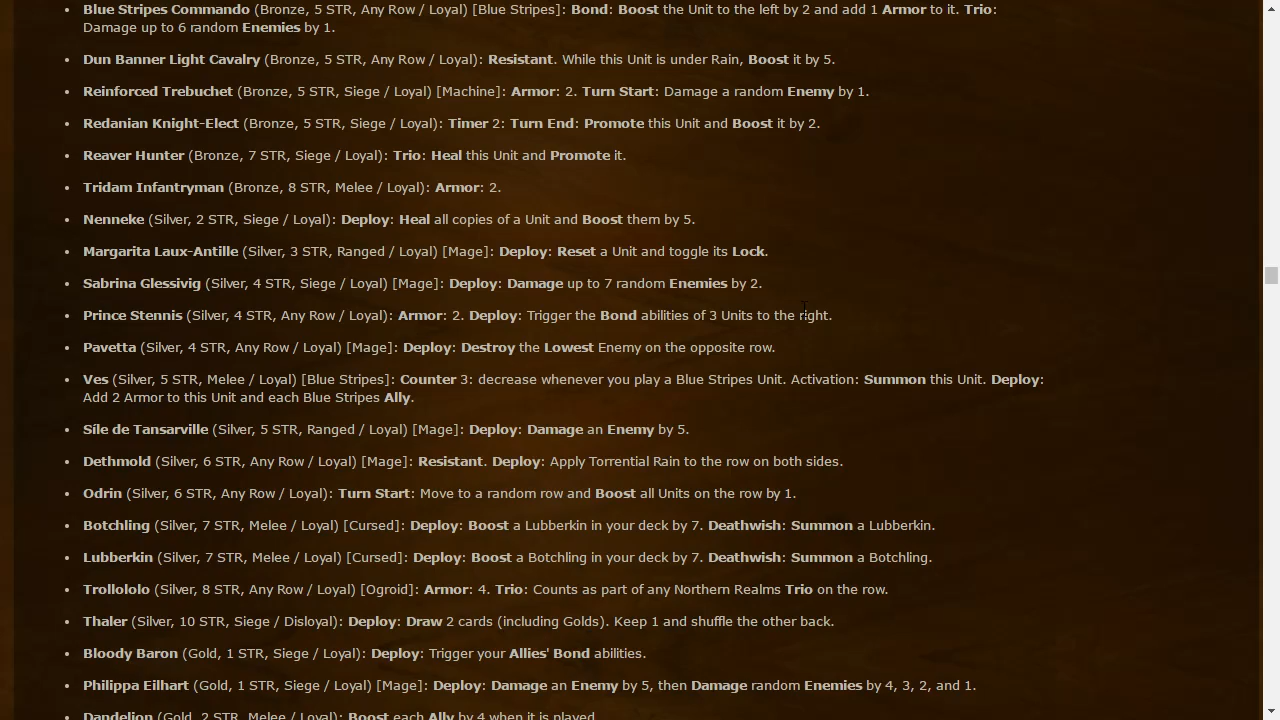 Blue Stripes Commando (Bronze, 5 STR, Any Row / Loyal) [Blue Stripes]: Bond: Boost the Unit to the left by 2 and add 1 Armor to it. Trio:
Damage up to 6 random Enemies by 1.
Dun Banner Light Cavalry (Bronze, 5 STR, Any Row / Loyal): Resistant. While this Unit is under Rain, Boost it by 5.
Reinforced Trebuchet (Bronze, 5 STR, Siege / Loyal) [Machine]: Armor: 2. Turn Start: Damage a random Enemy by 1.
Redanian Knight-Elect (Bronze, 5 STR, Siege / Loyal): Timer 2: Turn End: Promote this Unit and Boost it by 2.
Reaver Hunter (Bronze, 7 STR, Siege / Loyal): Trio: Heal this Unit and Promote it.
Tridam Infantryman (Bronze, 8 STR, Melee / Loyal): Armor: 2.
Nenneke (Silver, 2 STR, Siege / Loyal): Deploy: Heal all copies of a Unit and Boost them by 5.
Margarita Laux-Antille (Silver, 3 STR, Ranged / Loyal) [Mage]: Deploy: Reset a Unit and toggle its Lock.
Sabrina Glessivig (Silver, 4 STR, Siege / Loyal) [Mage]: Deploy: Damage up to 7 random Enemies by 2.
Prince Stennis (Silver, 4 STR, Any Row / Loyal): Armor: 2. Deploy: Trigger the Bond abilities of 3 Units to the right.
Pavetta (Silver, 4 STR, Any Row / Loyal) [Mage]: Deploy: Destroy the Lowest Enemy on the opposite row.
Ves (Silver, 5 STR, Melee / Loyal) [Blue Stripes]: Counter 3: decrease whenever you play a Blue Stripes Unit. Activation: Summon this Unit. Deploy:
Add 2 Armor to this Unit and each Blue Stripes Ally.
Síle de Tansarville (Silver, 5 STR, Ranged / Loyal) [Mage]: Deploy: Damage an Enemy by 5.
Dethmold (Silver, 6 STR, Any Row / Loyal) [Mage]: Resistant. Deploy: Apply Torrential Rain to the row on both sides.
Odrin (Silver, 6 STR, Any Row / Loyal): Turn Start: Move to a random row and Boost all Units on the row by 1.
Botchling (Silver, 7 STR, Melee / Loyal) [Cursed]: Deploy: Boost a Lubberkin in your deck by 7. Deathwish: Summon a Lubberkin.
Lubberkin (Silver, 7 STR, Melee / Loyal) [Cursed]: Deploy: Boost a Botchling in your deck by 7. Deathwish: Summon a Botchling.
Trollololo (Silver, 8 STR, Any Row / Loyal) [Ogroid]: Armor: 4. Trio: Counts as part of any Northern Realms Trio on the row.
Thaler (Silver, 10 STR, Siege / Disloyal): Deploy: Draw 2 cards (including Golds). Keep 1 and shuffle the other back.
Bloody Baron (Gold, 1 STR, Siege / Loyal): Deploy: Trigger your Allies' Bond abilities.
Philippa Eilhart (Gold, 1 STR, Siege / Loyal) [Mage]: Deploy: Damage an Enemy by 5, then Damage random Enemies by 4, 3, 2, and 1.
Dandelion (Gold, 2 STR, Melee / Loyal): Boost each Ally by 4 when it is played.